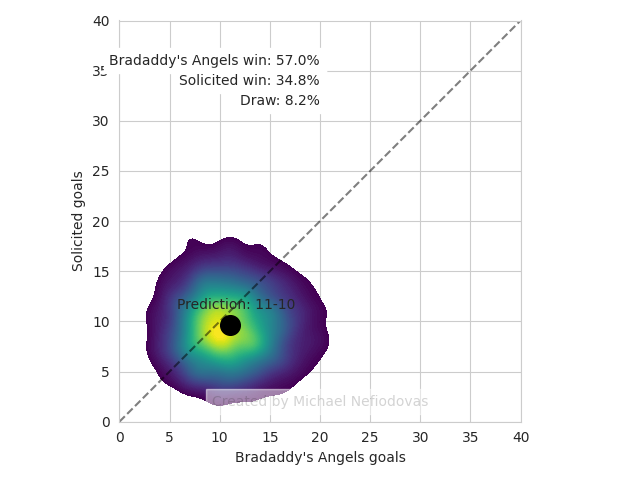 40
Bradaddy's Angels win: 57.0%
35
Solicited win: 34.8%
Draw: 8.2%
30
25
Solicited goals
20
15
Prediction: 11-10
10
5
Created by Michael Nefiodovas
0
0 5 10 15 20 25 30 35 40
Bradaddy's Angels goals